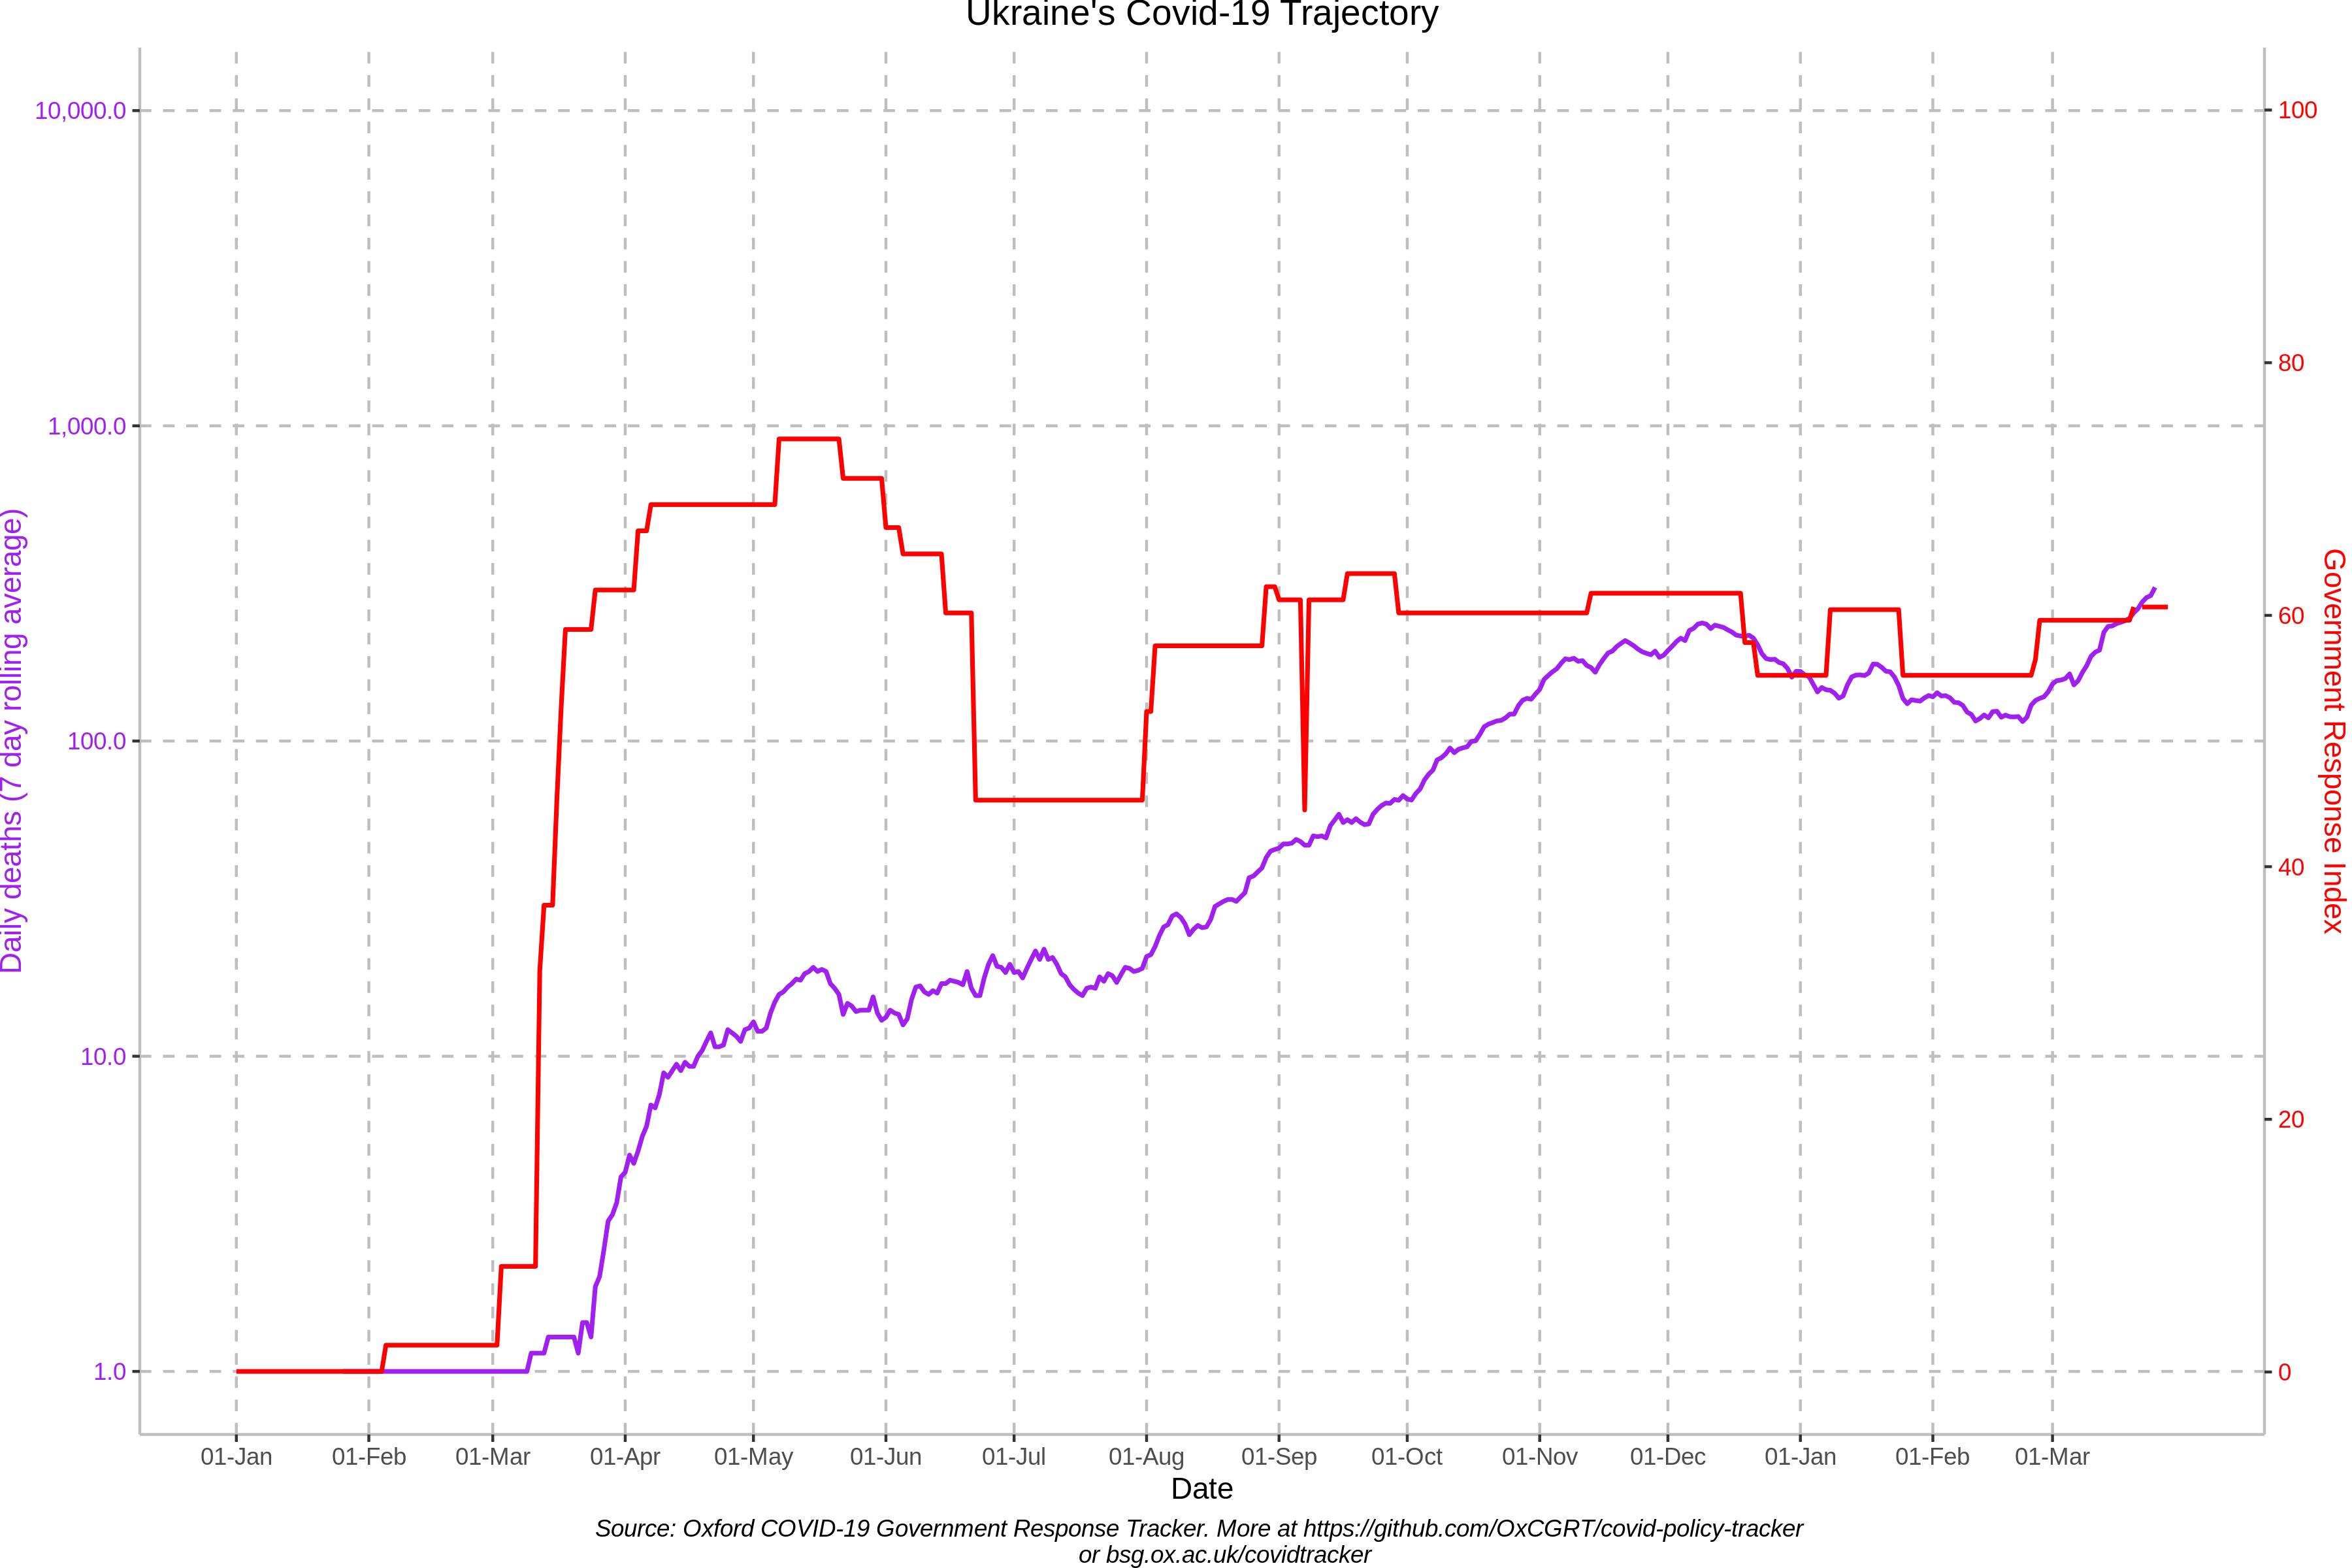 Ukraine's Covid-19 Trajectory
10,000.0
1,000.0
100.0
10.0
1.0
Daily deaths (7 day rolling average)
100
80
60
40
20
0
Government Response Index
01-Jan 01-Feb 01-Mar 01-Apr 01-May 01-Jun 01-Jul 01-Aug 01-Sep 01-Oct 01-Nov 01-Dec 01-Jan 01-Feb 01-Mar
Date
Source: Oxford COVID-19 Government Response Tracker. More at https://github.com/OxCGRT/covid-policy-tracker
or bsg.ox.ac.uk/covidtracker